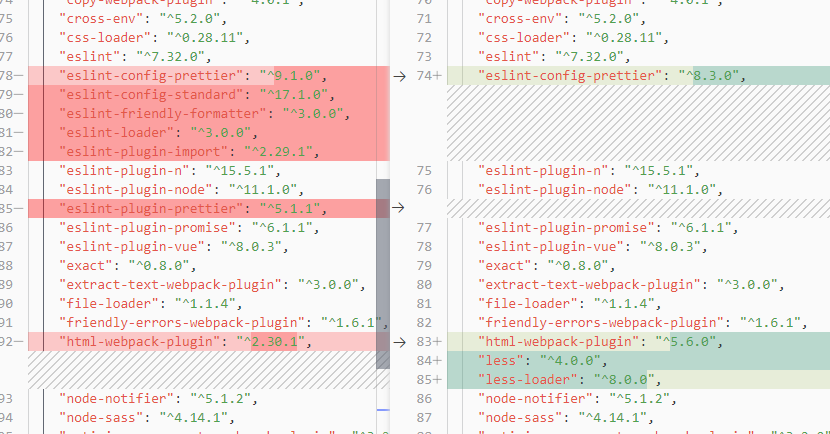 74 "copy-webpack-plugin": "^4.0.1",
75 "cross-env": "^5.2.0",
76 "css-loader": "^0.28.11",
77 "eslint": "^7.32.0",
78— "eslint-config-prettier": "^9.1.0",
79— "eslint-config-standard": "^17.1.0",
80— "eslint-friendly-formatter": "^3.0.0",
81— "eslint-loader": "^3.0.0",
82— "eslint-plugin-import": "^2.29.1",
83 "eslint-plugin-n": "^15.5.1",
84 "eslint-plugin-node": "^11.1.0",
85— "eslint-plugin-prettier": "^5.1.1",
86 "eslint-plugin-promise": "^6.1.1",
87 "eslint-plugin-vue": "^8.0.3",
88 "exact": "^0.8.0",
89 "extract-text-webpack-plugin": "^3.0.0",
90 "file-loader": "^1.1.4",
91 "friendly-errors-webpack-plugin": "^1.6.1",
92— "html-webpack-plugin": "^2.30.1",
93 "node-notifier": "^5.1.2",
94 "node-sass": "^4.14.1",
"copy-webpack-plugin": "^4.0.1",
71 "cross-env": "^5.2.0",
72 "css-loader": "^0.28.11",
73 "eslint": "^7.32.0",
74+ "eslint-config-prettier": "^8.3.0",
75 "eslint-plugin-n": "^15.5.1",
76 "eslint-plugin-node": "^11.1.0",
77 "eslint-plugin-promise": "^6.1.1",
78 "eslint-plugin-vue": "^8.0.3",
79 "exact": "^0.8.0",
80 "extract-text-webpack-plugin": "^3.0.0",
81 "file-loader": "^1.1.4",
82 "friendly-errors-webpack-plugin": "^1.6.1",
83+ "html-webpack-plugin": "^5.6.0",
84+ "less": "^4.0.0",
85+ "less-loader": "^8.0.0",
86 "node-notifier": "^5.1.2",
87 "node-sass": "^4.14.1",